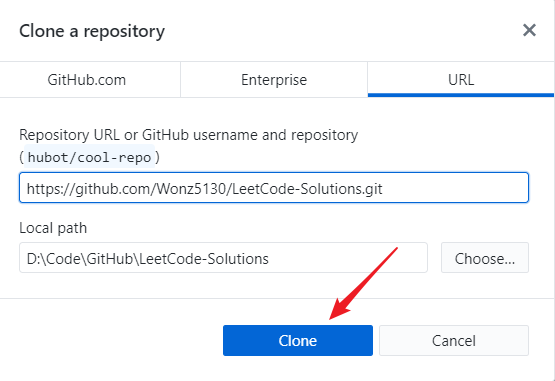 Clone a repository
GitHub.com
Enterprise
URL
Repository URL or GitHub username and repository
(hubot/cool-repo)
https://github.com/Wonz5130/LeetCode-Solutions.git
Local path
D:\Code\GitHub\LeetCode-Solutions
Choose...
Clone
Cancel